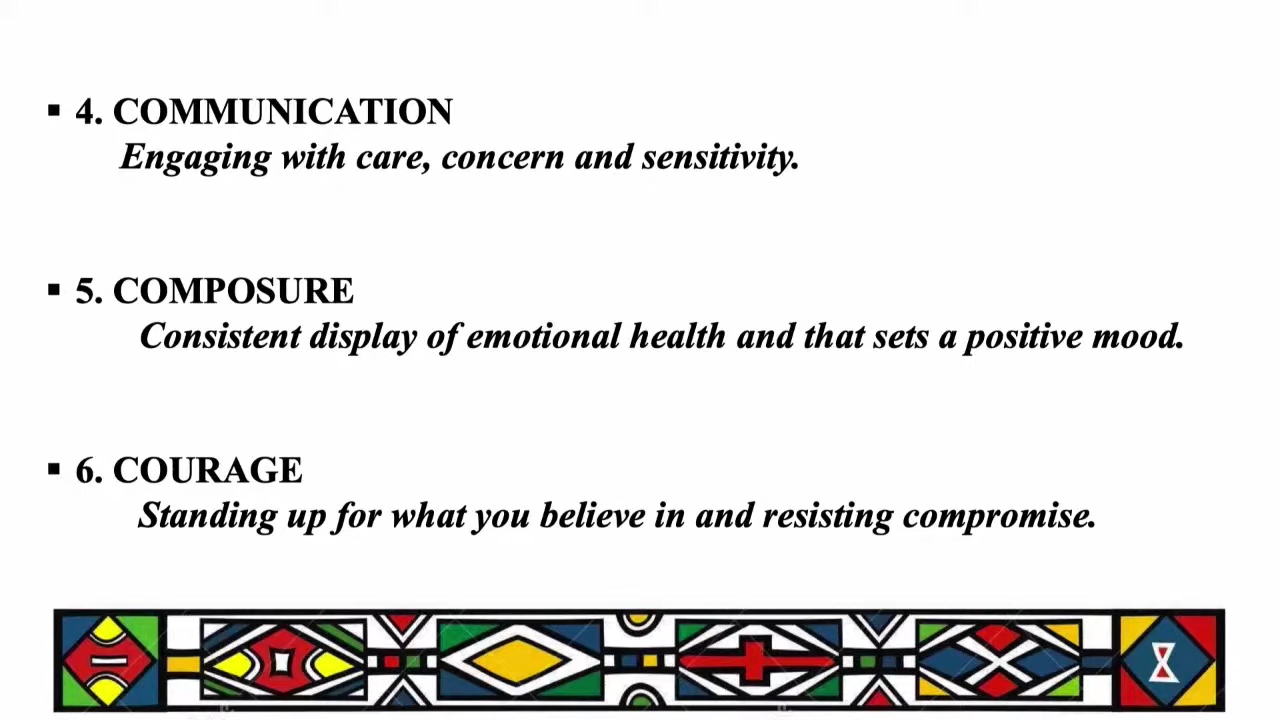 ▪ 4. COMMUNICATION
Engaging with care, concern and sensitivity.
▪ 5. COMPOSURE
Consistent display of emotional health and that sets a positive mood.
▪ 6. COURAGE
Standing up for what you believe in and resisting compromise.